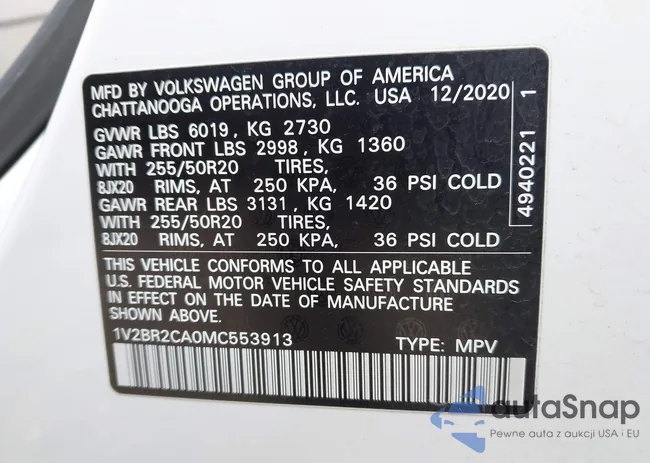 MFD BY VOLKSWAGEN GROUP OF AMERICA
CHATTANOOGA OPERATIONS, LLC. USA 12/2020
GVWR LBS 6019, KG 2730
GAWR FRONT LBS 2998, KG 1360
WITH 255/50R20 TIRES,
8JX20 RIMS, AT 250 KPA, 36 PSI COLD
GAWR REAR LBS 3131, KG 1420
WITH 255/50R20 TIRES,
8JX20 RIMS, AT 250 KPA, 36 PSI COLD
THIS VEHICLE CONFORMS TO ALL APPLICABLE
U.S. FEDERAL MOTOR VEHICLE SAFETY STANDARDS
IN EFFECT ON THE DATE OF MANUFACTURE
SHOWN ABOVE.
1V2BR2CA0MC553913 TYPE: MPV
4940221 1
autaSnap
Pewne auta z aukcji USA i EU